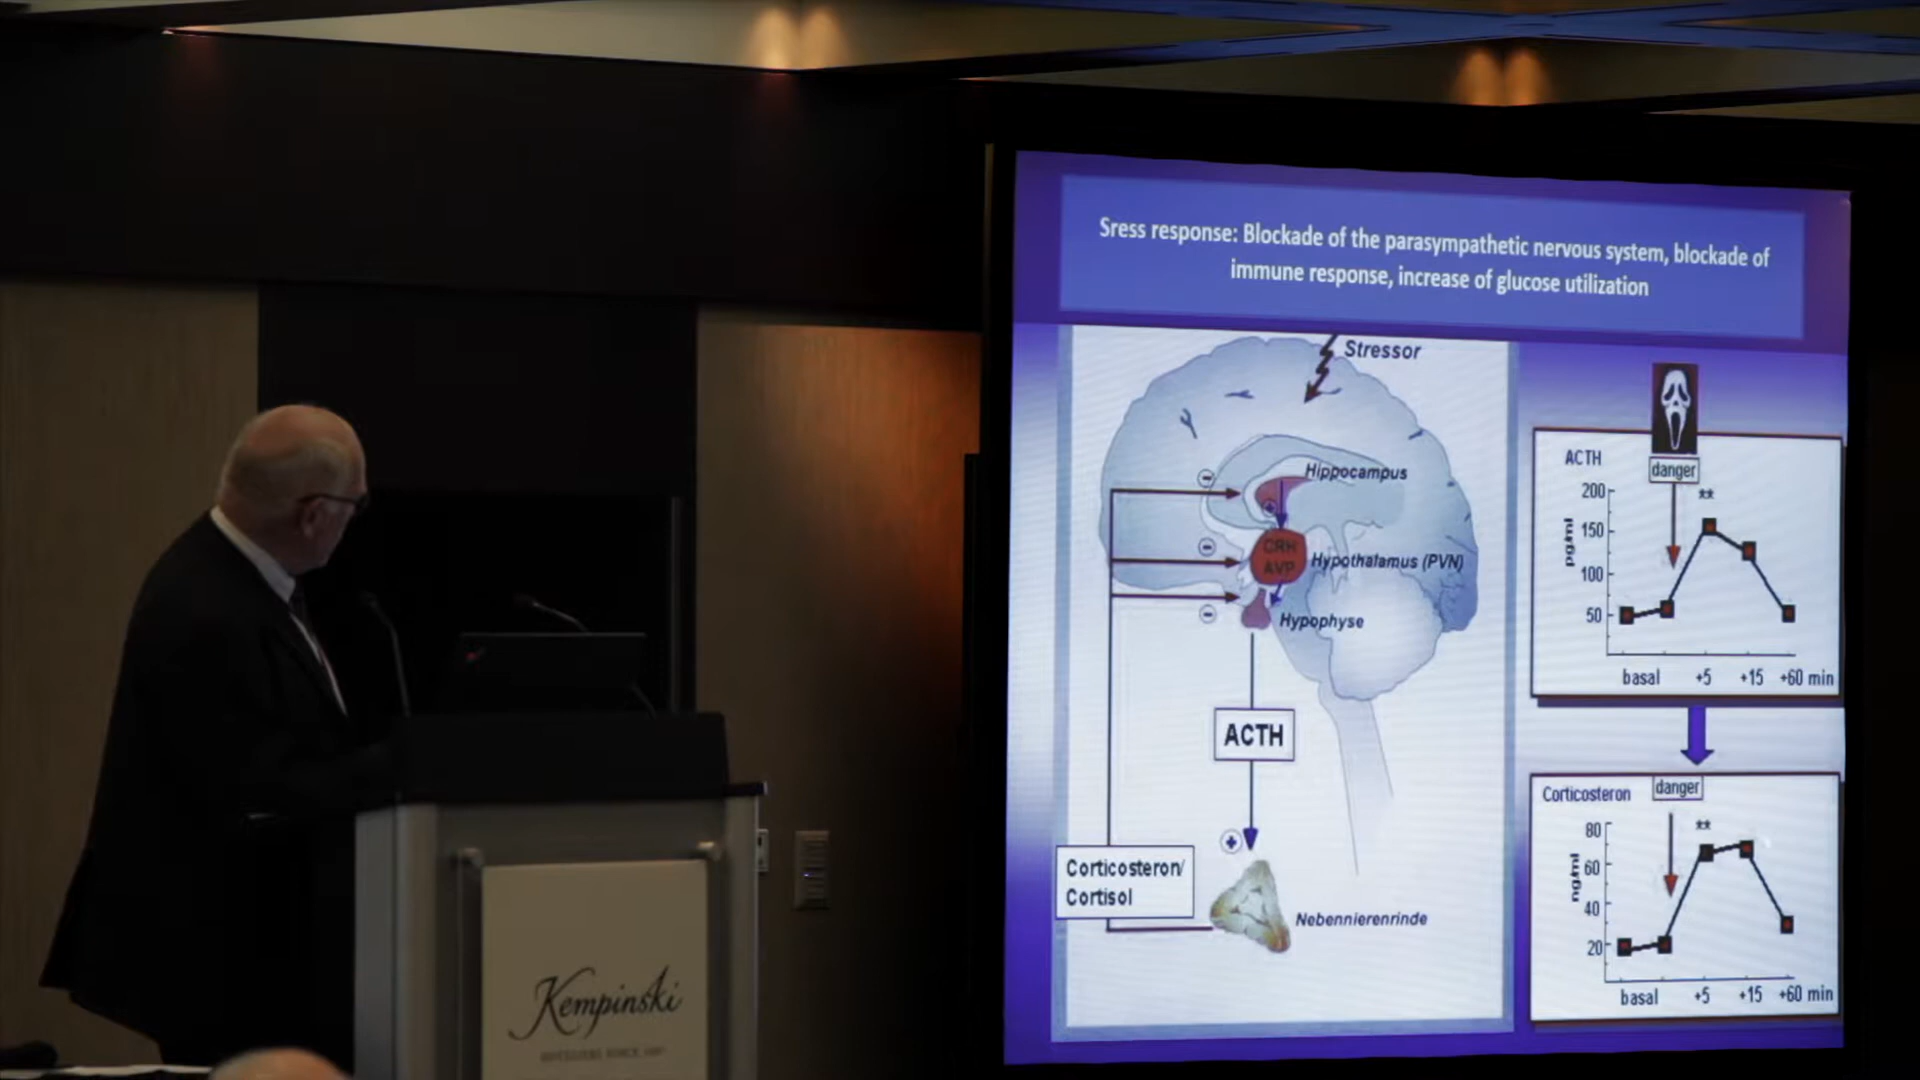 Sress response: Blockade of the parasympathetic nervous system, blockade of
immune response, increase of glucose utilization
Stressor
Hippocampus
CRH
AVP
Hypothalamus (PVN)
Hypophyse
ACTH
Corticosteron/
Cortisol
Nebennierenrinde
ACTH
danger
**
200
150
100
50
pg/ml
basal +5 +15 +60 min
Corticosteron
danger
**
80
60
40
20
ng/ml
basal +5 +15 +60 min
Kempinski